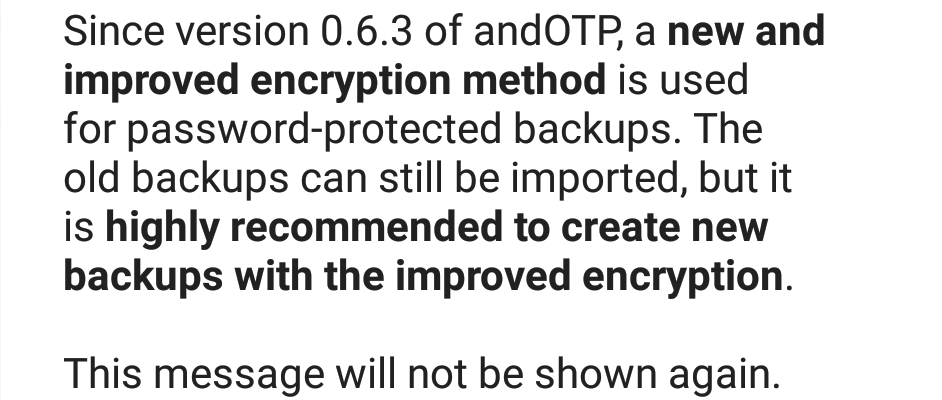 Since version 0.6.3 of andOTP, a new and
improved encryption method is used
for password-protected backups. The
old backups can still be imported, but it
is highly recommended to create new
backups with the improved encryption.
This message will not be shown again.